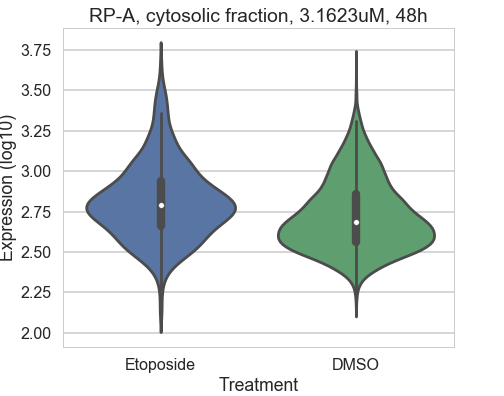 RP-A, cytosolic fraction, 3.1623uM, 48h
Expression (log10)
3.75
3.50
3.25
3.00
2.75
2.50
2.25
2.00
Etoposide DMSO
Treatment